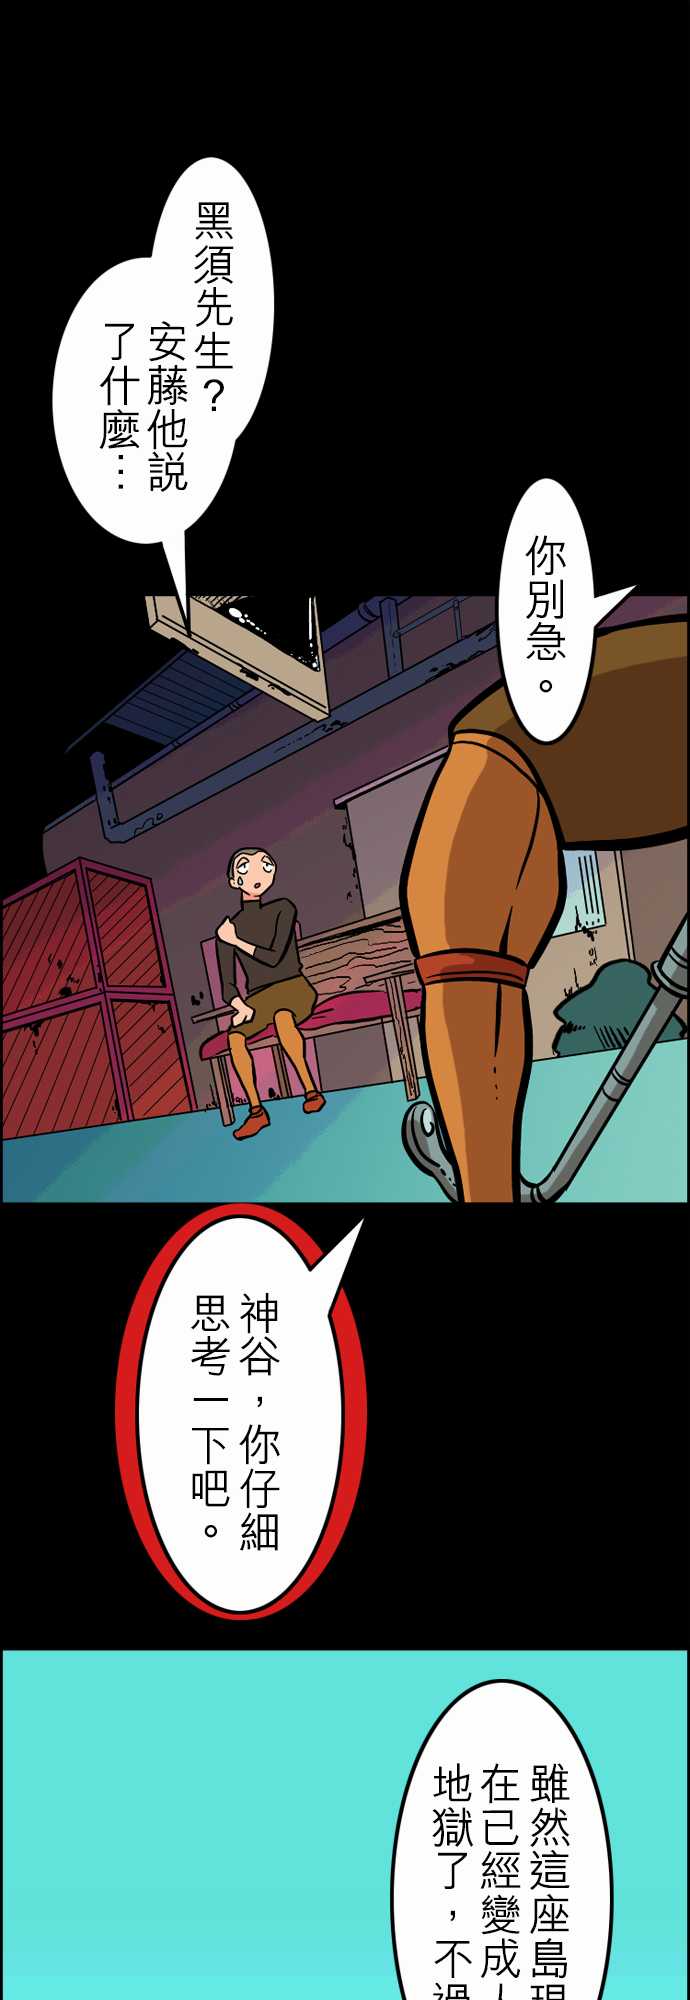 黑須先生？
安藤他説
了什麼⋯
你別急。
神谷，你仔細
思考一下吧。
雖然這座島現
在已經變成人
地獄了，不過